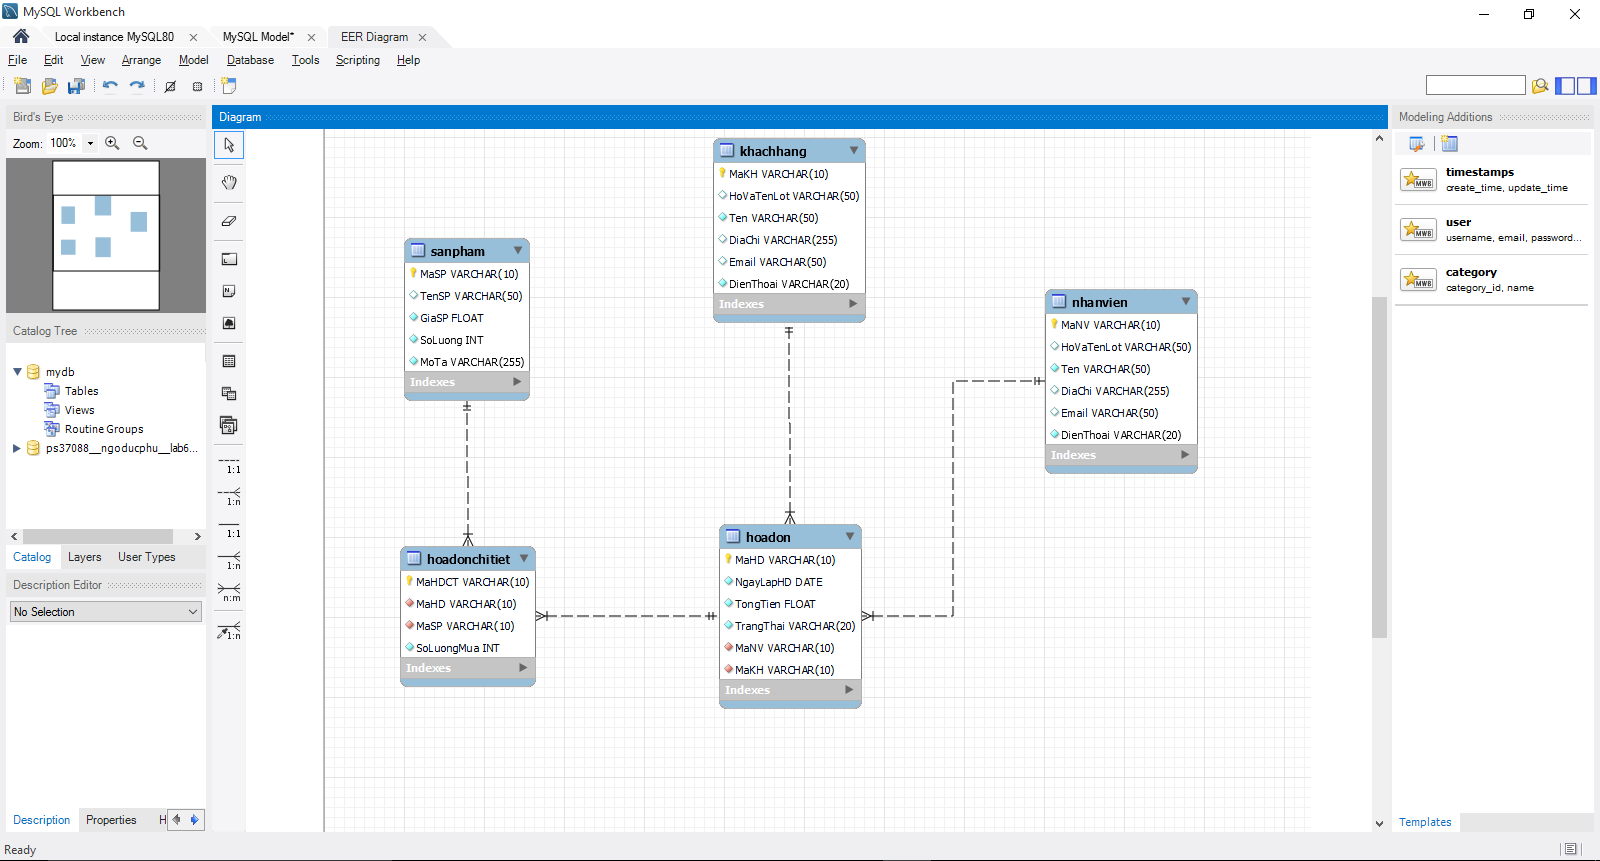 MySQL Workbench
Local instance MySQL80
MySQL Model*
EER Diagram
File Edit View Arrange Model Database Tools Scripting Help
Bird's Eye
Zoom: 100%
Catalog Tree
mydb
Tables
Views
Routine Groups
ps37088__ngoducphu__lab6...
Catalog Layers User Types
Description Editor
No Selection
Description Properties H
Ready
Diagram
1:1
1:n
1:1
1:n
n:m
1:n
sanpham
MaSP VARCHAR(10)
TenSP VARCHAR(50)
GiaSP FLOAT
SoLuong INT
MoTa VARCHAR(255)
Indexes
khachhang
MaKH VARCHAR(10)
HoVaTenLot VARCHAR(50)
Ten VARCHAR(50)
DiaChi VARCHAR(255)
Email VARCHAR(50)
DienThoai VARCHAR(20)
Indexes
nhanvien
MaNV VARCHAR(10)
HoVaTenLot VARCHAR(50)
Ten VARCHAR(50)
DiaChi VARCHAR(255)
Email VARCHAR(50)
DienThoai VARCHAR(20)
Indexes
hoadonchitiet
MaHDCT VARCHAR(10)
MaHD VARCHAR(10)
MaSP VARCHAR(10)
SoLuongMua INT
Indexes
hoadon
MaHD VARCHAR(10)
NgayLapHD DATE
TongTien FLOAT
TrangThai VARCHAR(20)
MaNV VARCHAR(10)
MaKH VARCHAR(10)
Indexes
Modeling Additions
MWB
timestamps
create_time, update_time
MWB
user
username, email, password...
MWB
category
category_id, name
Templates